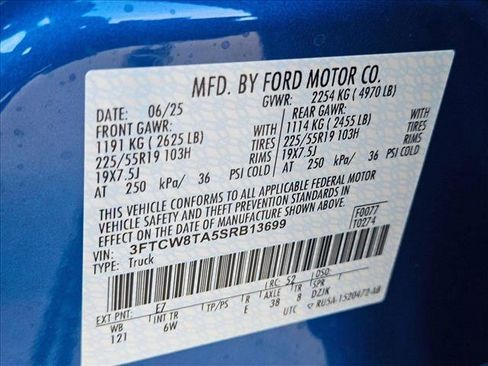 MFD. BY FORD MOTOR CO.
DATE: 06/25 GVWR: 2254 KG ( 4970 LB)
FRONT GAWR: REAR GAWR:
1191 KG ( 2625 LB) 1114 KG ( 2455 LB)
225/55R19 103H TIRES 225/55R19 103H TIRES
19X7.5J RIMS 19X7.5J RIMS
AT 250 kPa/ 36 PSI COLD AT 250 kPa/ 36 PSI COLD
THIS VEHICLE CONFORMS TO ALL APPLICABLE FEDERAL MOTOR
VEHICLE SAFETY AND THEFT PREVENTION STANDARDS IN
EFFECT ON THE DATE OF MANUFACTURE SHOWN ABOVE.
VIN: 3FTCW8TA5SRB13699 F0077
TYPE: Truck T0274
RC: 52 DSO:
EXT PNT: E7
WB INT TR TP/PS R AXLE TR SPR
121 6W E 38 8 DZJK
UTC RU5A-1520472-AB